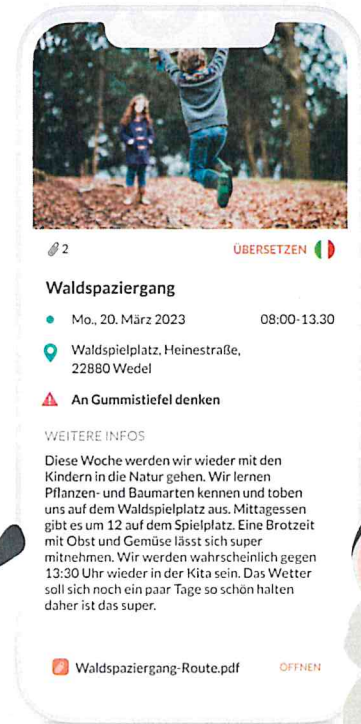 2
ÜBERSETZEN
Waldspaziergang
Mo., 20. März 2023 08:00-13.30
Waldspielplatz, Heinestraße,
22880 Wedel
An Gummistiefel denken
WEITERE INFOS
Diese Woche werden wir wieder mit den
Kindern in die Natur gehen. Wir lernen
Pflanzen- und Baumarten kennen und toben
uns auf dem Waldspielplatz aus. Mittagessen
gibt es um 12 auf dem Spielplatz. Eine Brotzeit
mit Obst und Gemüse lässt sich super
mitnehmen. Wir werden wahrscheinlich gegen
13:30 Uhr wieder in der Kita sein. Das Wetter
soll sich noch ein paar Tage so schön halten
daher ist das super.
Waldspaziergang-Route.pdf ÖFFNEN